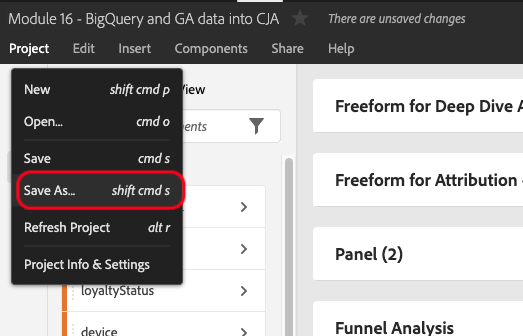 Module 16 - BigQuery and GA data into CJA There are unsaved changes
Project Edit Insert Components Share Help
New shift cmd p
Open... cmd o
Save cmd s
Save As... shift cmd s
Refresh Project alt r
Project Info & Settings
loyaltyStatus
device
Freeform for Deep Dive
Freeform for Attribution
Panel (2)
Funnel Analysis